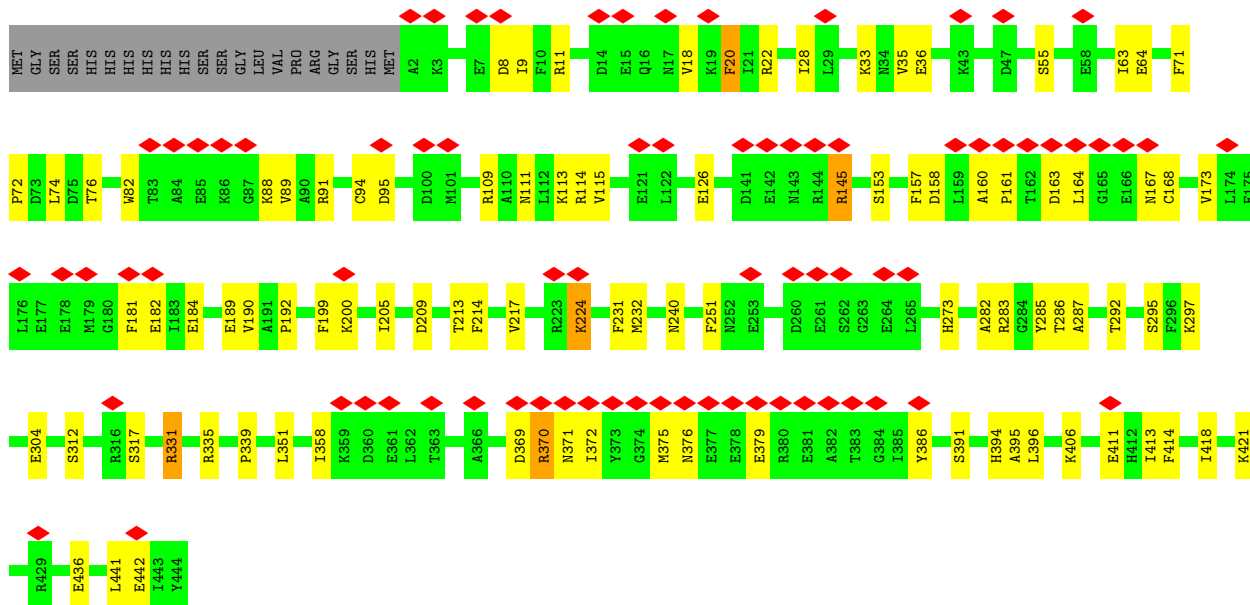 MET GLY SER SER HIS HIS HIS HIS HIS HIS SER SER GLY LEU VAL PRO ARG GLY SER HIS MET A2 K3 E7 D8 I9 F10 R11 D14 E15 Q16 N17 V18 K19 F20 I21 R22 I28 L29 K33 N34 V35 E36 K43 D47 S55 E58 I63 E64 F71
P72 D73 L74 D75 T76 W82 T83 A84 E85 K86 G87 K88 V89 A90 R91 C94 D95 D100 M101 R109 A110 N111 L112 K113 R114 V115 E121 L122 E126 D141 E142 N143 R144 R145 S153 F157 D158 L159 A160 P161 T162 D163 L164 G165 E166 N167 C168 V173 L174 E175
L176 E177 E178 M179 G180 F181 E182 I183 E184 E189 V190 A191 P192 F199 K200 I205 D209 T213 F214 V217 R223 K224 F231 M232 N240 F251 N252 E253 D260 E261 S262 G263 E264 L265 H273 A282 R283 G284 Y285 T286 A287 T292 S295 F296 K297
E304 S312 R316 S317 R331 R335 P339 L351 I358 K359 D360 E361 L362 T363 A366 D369 R370 N371 I372 Y373 G374 M375 N376 E377 E378 E379 R380 E381 A382 T383 G384 I385 Y386 S391 H394 A395 L396 K406 E411 H412 I413 F414 I418 K421
R429 E436 L441 E442 I443 Y444